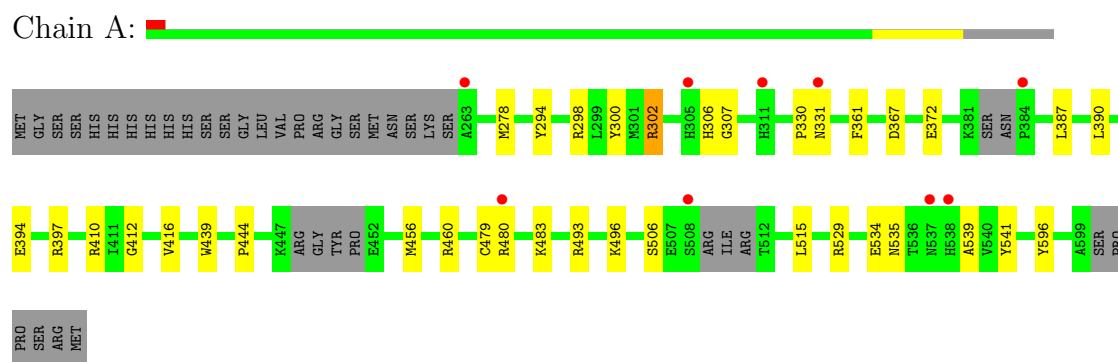 Chain A:
MET GLY SER SER HIS HIS HIS HIS HIS HIS SER SER GLY LEU VAL PRO ARG GLY SER MET ASN SER LYS SER A263 M278 Y294 R298 L299 Y300 M301 R302 H305 H306 G307 H311 P330 N331 F361 D367 E372 K381 SER ASN P384 L387 L390
E394 R397 R410 I411 G412 V416 W439 P444 K447 ARG GLY TYR PRO E452 M456 R460 C479 R480 K483 R493 K496 S506 E507 S508 ARG ILE ARG T512 L515 R529 E534 N535 T536 N537 H538 A539 V540 Y541 Y596 A599 SER PRO
PRO SER ARG MET